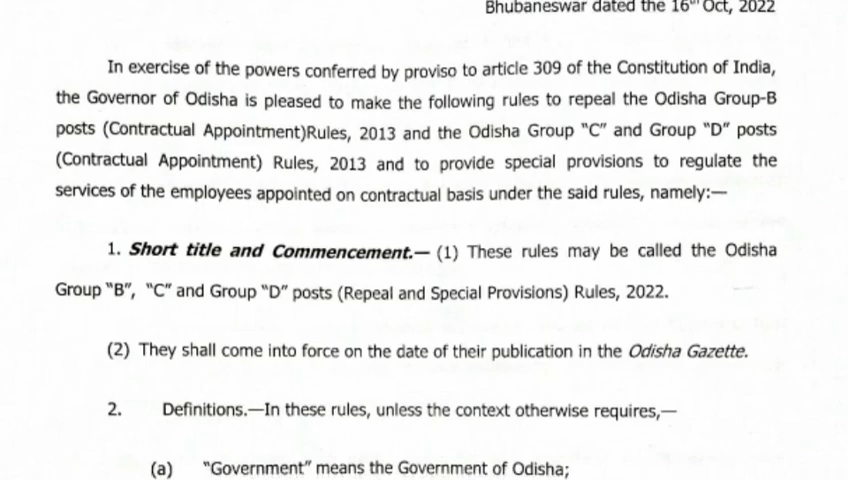 Bhubaneswar dated the 16th Oct, 2022
In exercise of the powers conferred by proviso to article 309 of the Constitution of India,
the Governor of Odisha is pleased to make the following rules to repeal the Odisha Group-B
posts (Contractual Appointment)Rules, 2013 and the Odisha Group "C" and Group "D" posts
(Contractual Appointment) Rules, 2013 and to provide special provisions to regulate the
services of the employees appointed on contractual basis under the said rules, namely:—
1. Short title and Commencement.— (1) These rules may be called the Odisha
Group "B", "C" and Group "D" posts (Repeal and Special Provisions) Rules, 2022.
(2) They shall come into force on the date of their publication in the Odisha Gazette.
2. Definitions.—In these rules, unless the context otherwise requires,—
(a) "Government" means the Government of Odisha;